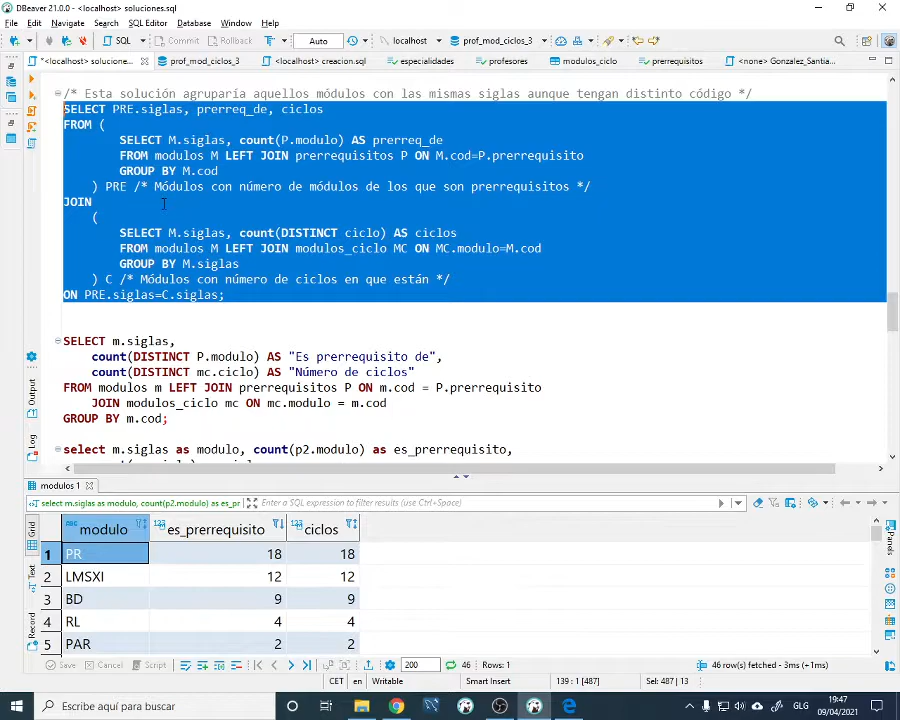 DBeaver 21.0.0 - <localhost> soluciones.sql
File Edit Navigate Search SQL Editor Database Window Help
SQL Commit Rollback Auto localhost prof_mod_ciclos_3
*<localhost> solucione... prof_mod_ciclos_3 <localhost> creacion.sql especialidades profesores modulos_ciclo prerrequisitos <none> Gonzalez_Santia...
/* Esta solución agruparía aquellos módulos con las mismas siglas aunque tengan distinto código */
SELECT PRE.siglas, prerreq_de, ciclos
FROM (
SELECT M.siglas, count(P.modulo) AS prerreq_de
FROM modulos M LEFT JOIN prerrequisitos P ON M.cod=P.prerrequisito
GROUP BY M.cod
) PRE /* Módulos con número de módulos de los que son prerrequisitos */
JOIN
(
SELECT M.siglas, count(DISTINCT ciclo) AS ciclos
FROM modulos M LEFT JOIN modulos_ciclo MC ON MC.modulo=M.cod
GROUP BY M.siglas
) C /* Módulos con número de ciclos en que están */
ON PRE.siglas=C.siglas;
SELECT m.siglas,
count(DISTINCT P.modulo) AS "Es prerrequisito de",
count(DISTINCT mc.ciclo) AS "Número de ciclos"
FROM modulos m LEFT JOIN prerrequisitos P ON m.cod = P.prerrequisito
JOIN modulos_ciclo mc ON mc.modulo = m.cod
GROUP BY m.cod;
select m.siglas as modulo, count(p2.modulo) as es_prerrequisito,
Output
Log
modulos 1
select m.siglas as modulo, count(p2.modulo) as es_pr Enter a SQL expression to filter results (use Ctrl+Space)
Grid
Text
Record
Panels
modulo es_prerrequisito ciclos
1 PR 18 18
2 LMSXI 12 12
3 BD 9 9
4 RL 4 4
5 PAR 2 2
Save Cancel Script 200 46 Rows: 1 46 row(s) fetched - 3ms (+1ms)
CET en Writable Smart Insert 139 : 1 [487] Sel: 487 | 13
Escribe aquí para buscar GLG 19:47
09/04/2021